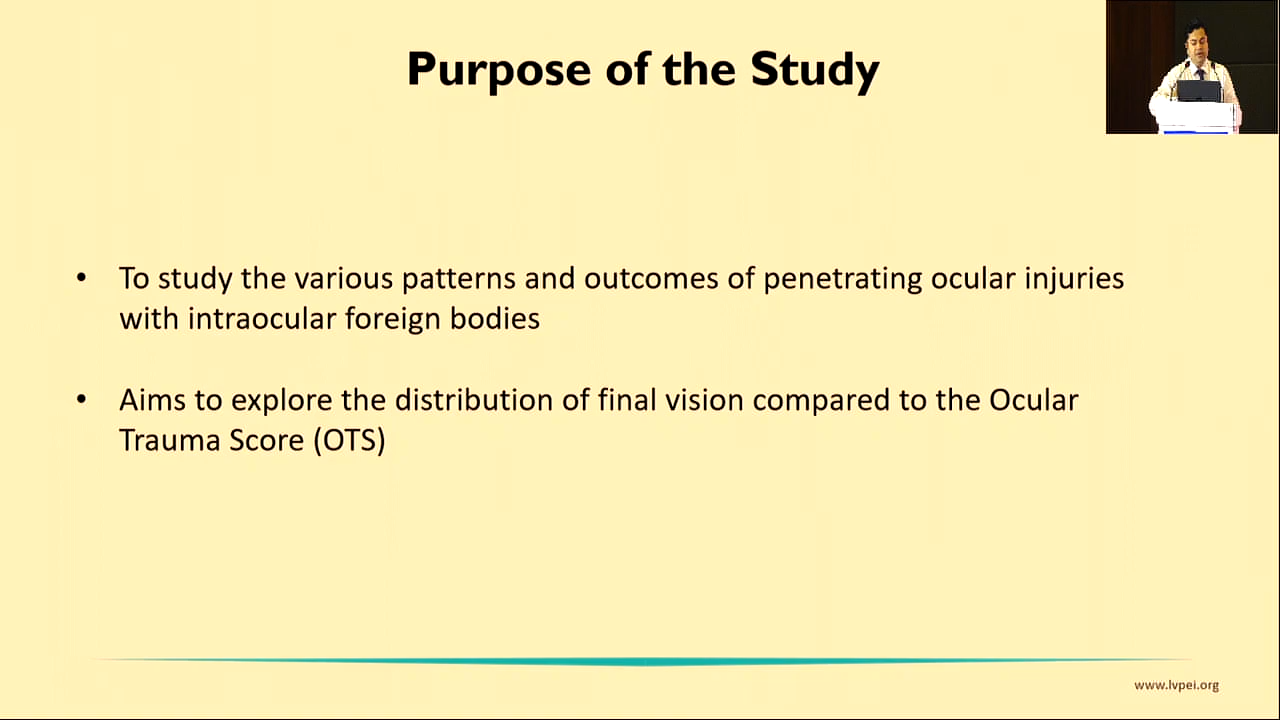 Purpose of the Study
• To study the various patterns and outcomes of penetrating ocular injuries
with intraocular foreign bodies
• Aims to explore the distribution of final vision compared to the Ocular
Trauma Score (OTS)
www.lvpei.org